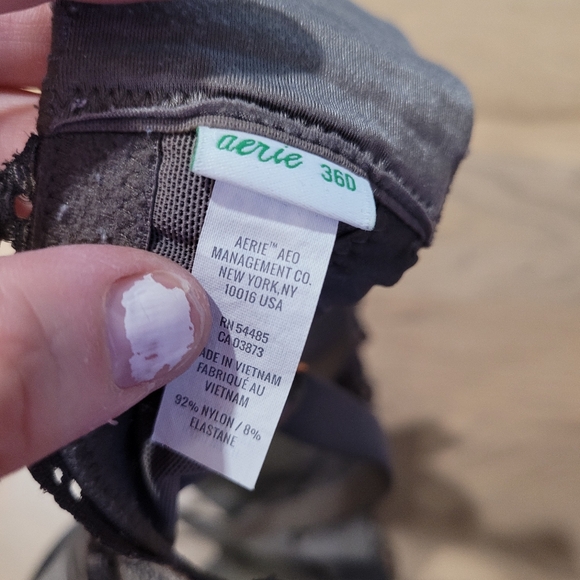 aerie 36D
AERIE™ AEO
MANAGEMENT CO.
NEW YORK, NY
10016 USA
RN 54485
CA 03873
ADE IN VIETNAM
FABRIQUÉ AU
VIETNAM
92% NYLON / 8%
ELASTANE